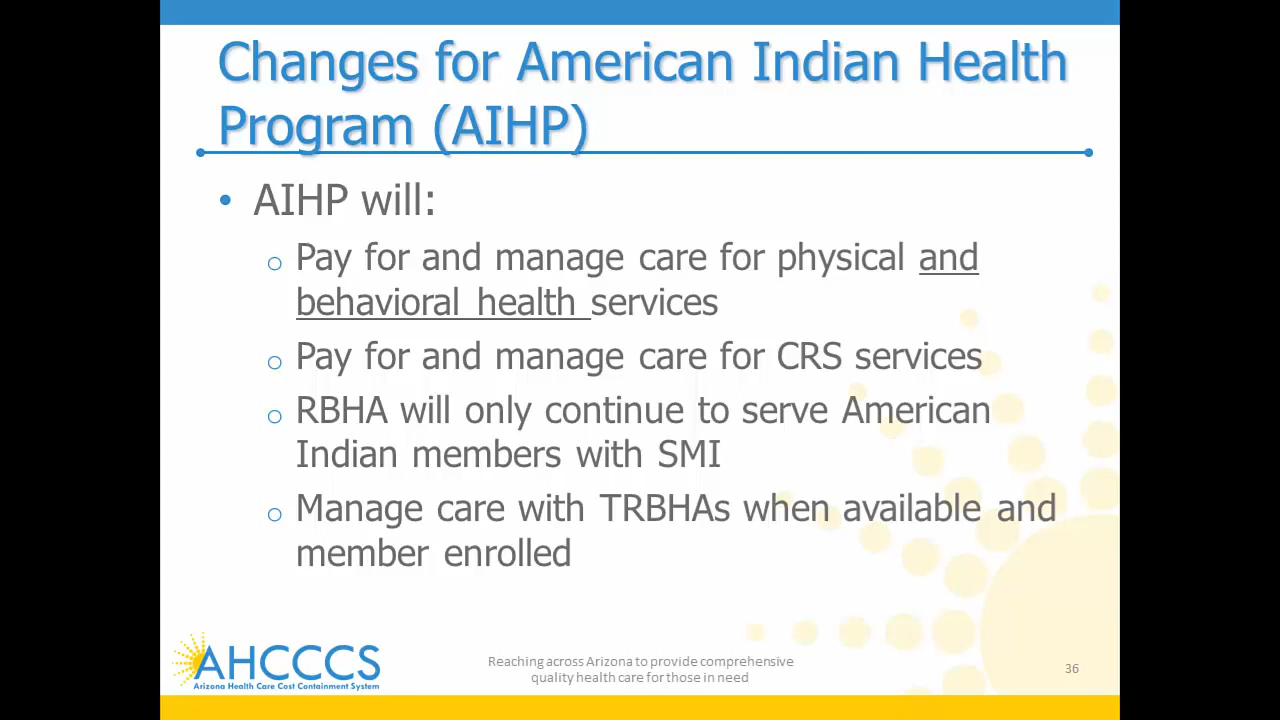 Changes for American Indian Health
Program (AIHP)
• AIHP will:
o Pay for and manage care for physical and
behavioral health services
o Pay for and manage care for CRS services
o RBHA will only continue to serve American
Indian members with SMI
o Manage care with TRBHAs when available and
member enrolled
AHCCCS
Arizona Health Care Cost Containment System
Reaching across Arizona to provide comprehensive
quality health care for those in need
36